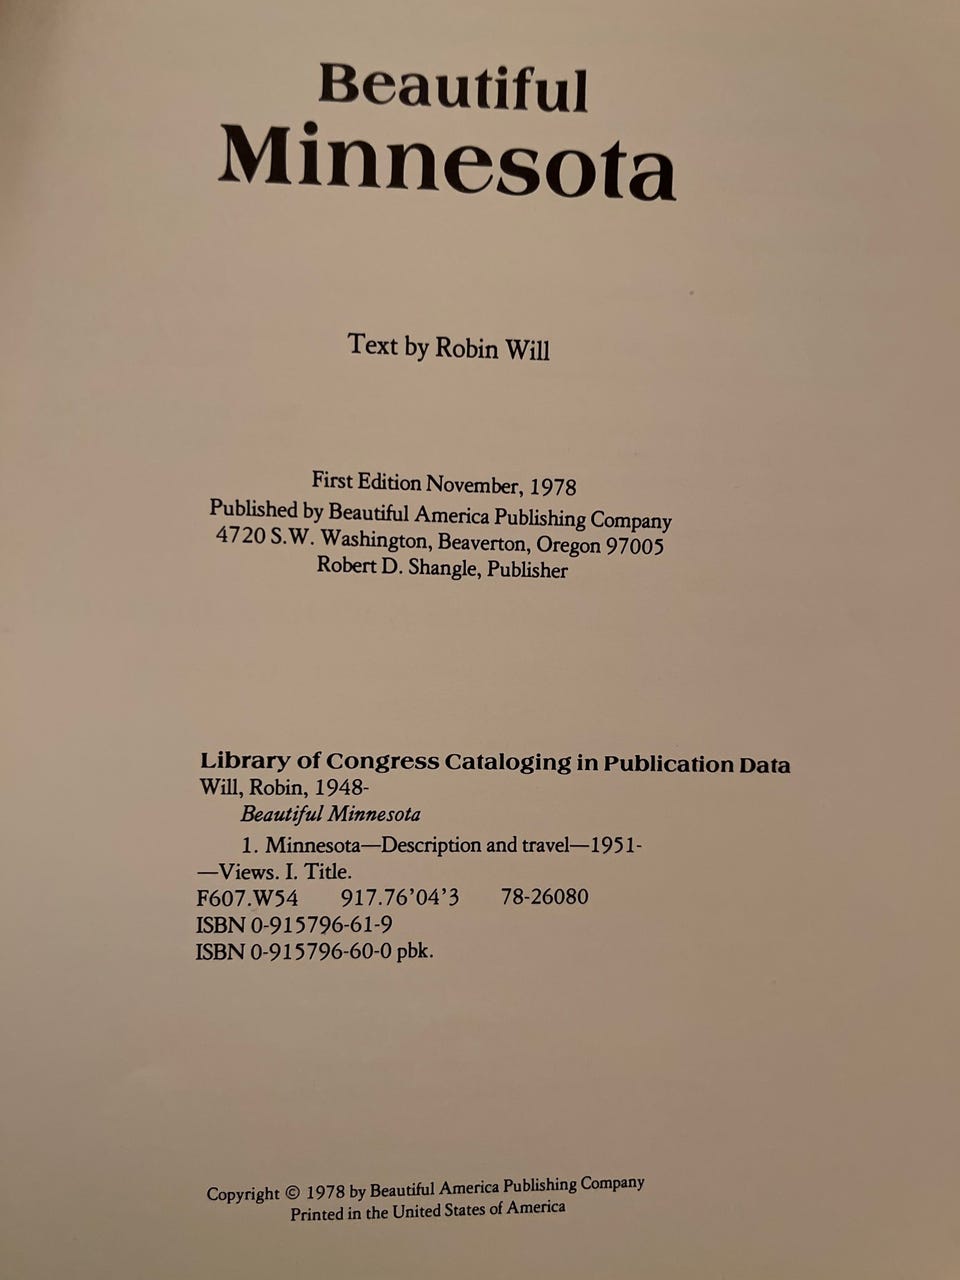 Beautiful
Minnesota
Text by Robin Will
First Edition November, 1978
Published by Beautiful America Publishing Company
4720 S.W. Washington, Beaverton, Oregon 97005
Robert D. Shangle, Publisher
Library of Congress Cataloging in Publication Data
Will, Robin, 1948-
Beautiful Minnesota
1. Minnesota—Description and travel—1951-
—Views. I. Title.
F607.W54 917.76'04'3 78-26080
ISBN 0-915796-61-9
ISBN 0-915796-60-0 pbk.
Copyright © 1978 by Beautiful America Publishing Company
Printed in the United States of America